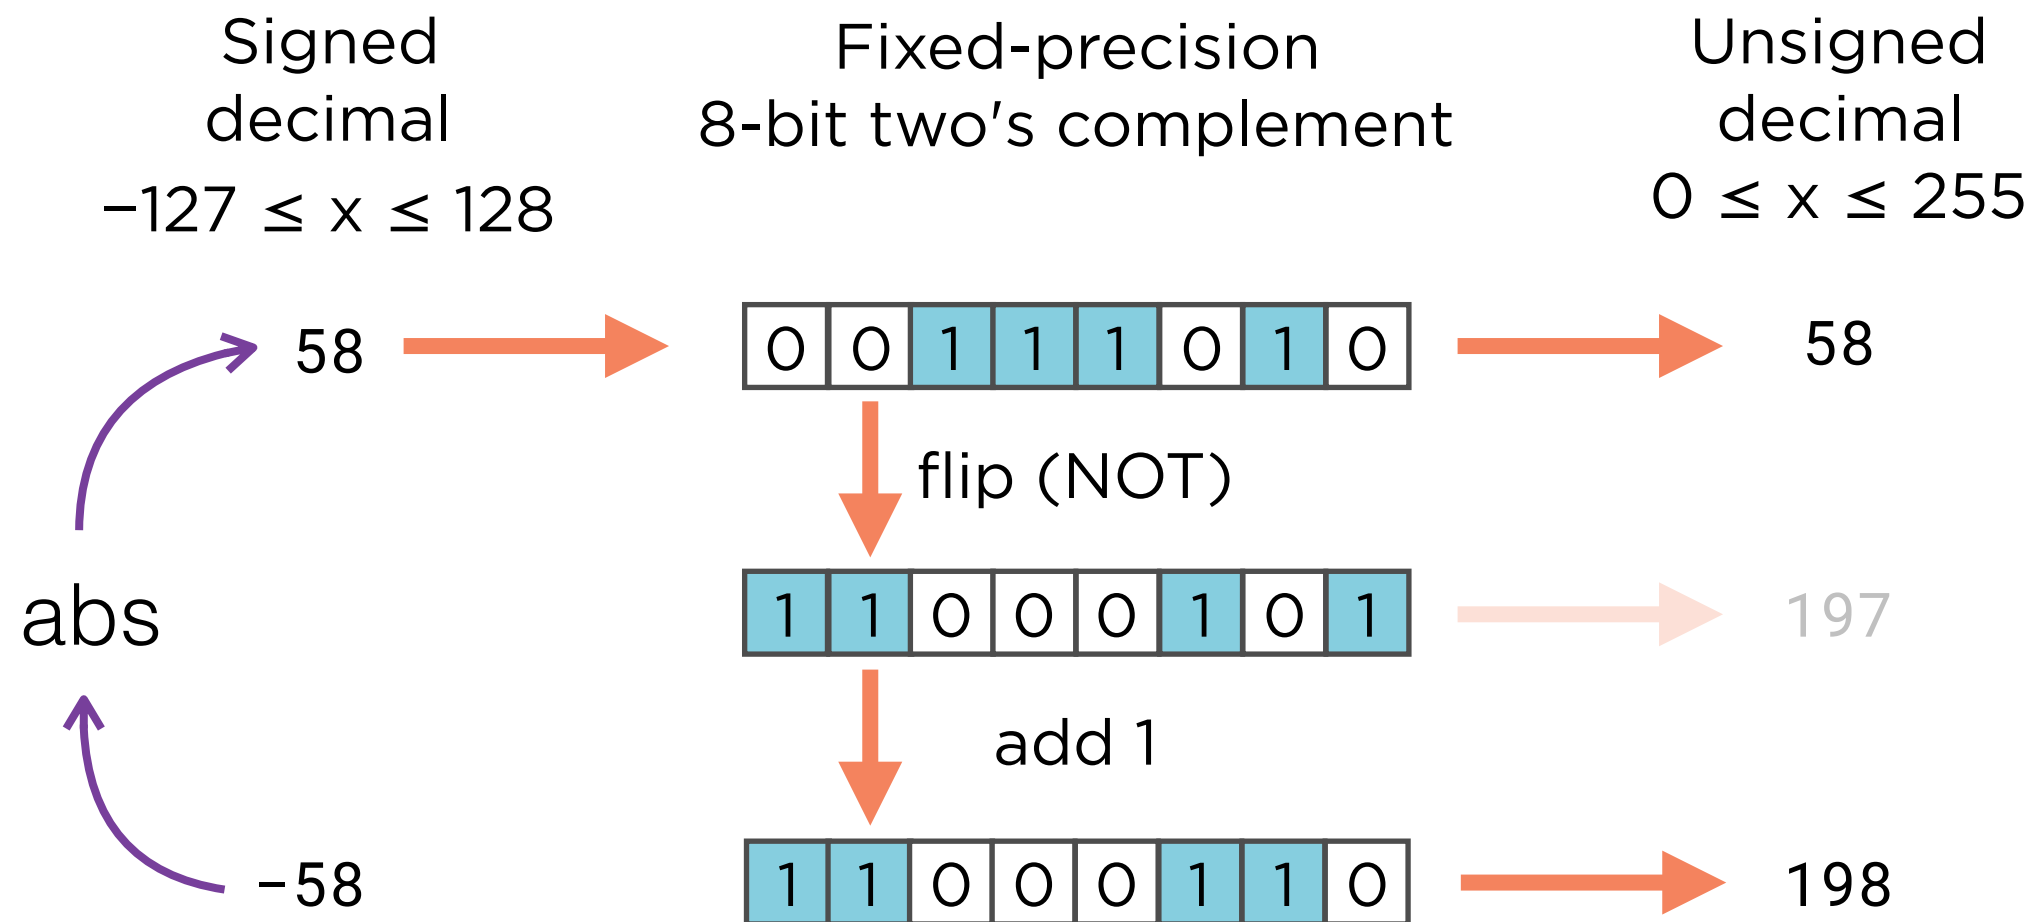 Signed
decimal
−127 ≤ x ≤ 128
Fixed-precision
8-bit two's complement
Unsigned
decimal
0 ≤ x ≤ 255
58 0 0 1 1 1 0 1 0 58
flip (NOT)
1 1 0 0 0 1 0 1 197
abs
add 1
−58 1 1 0 0 0 1 1 0 198